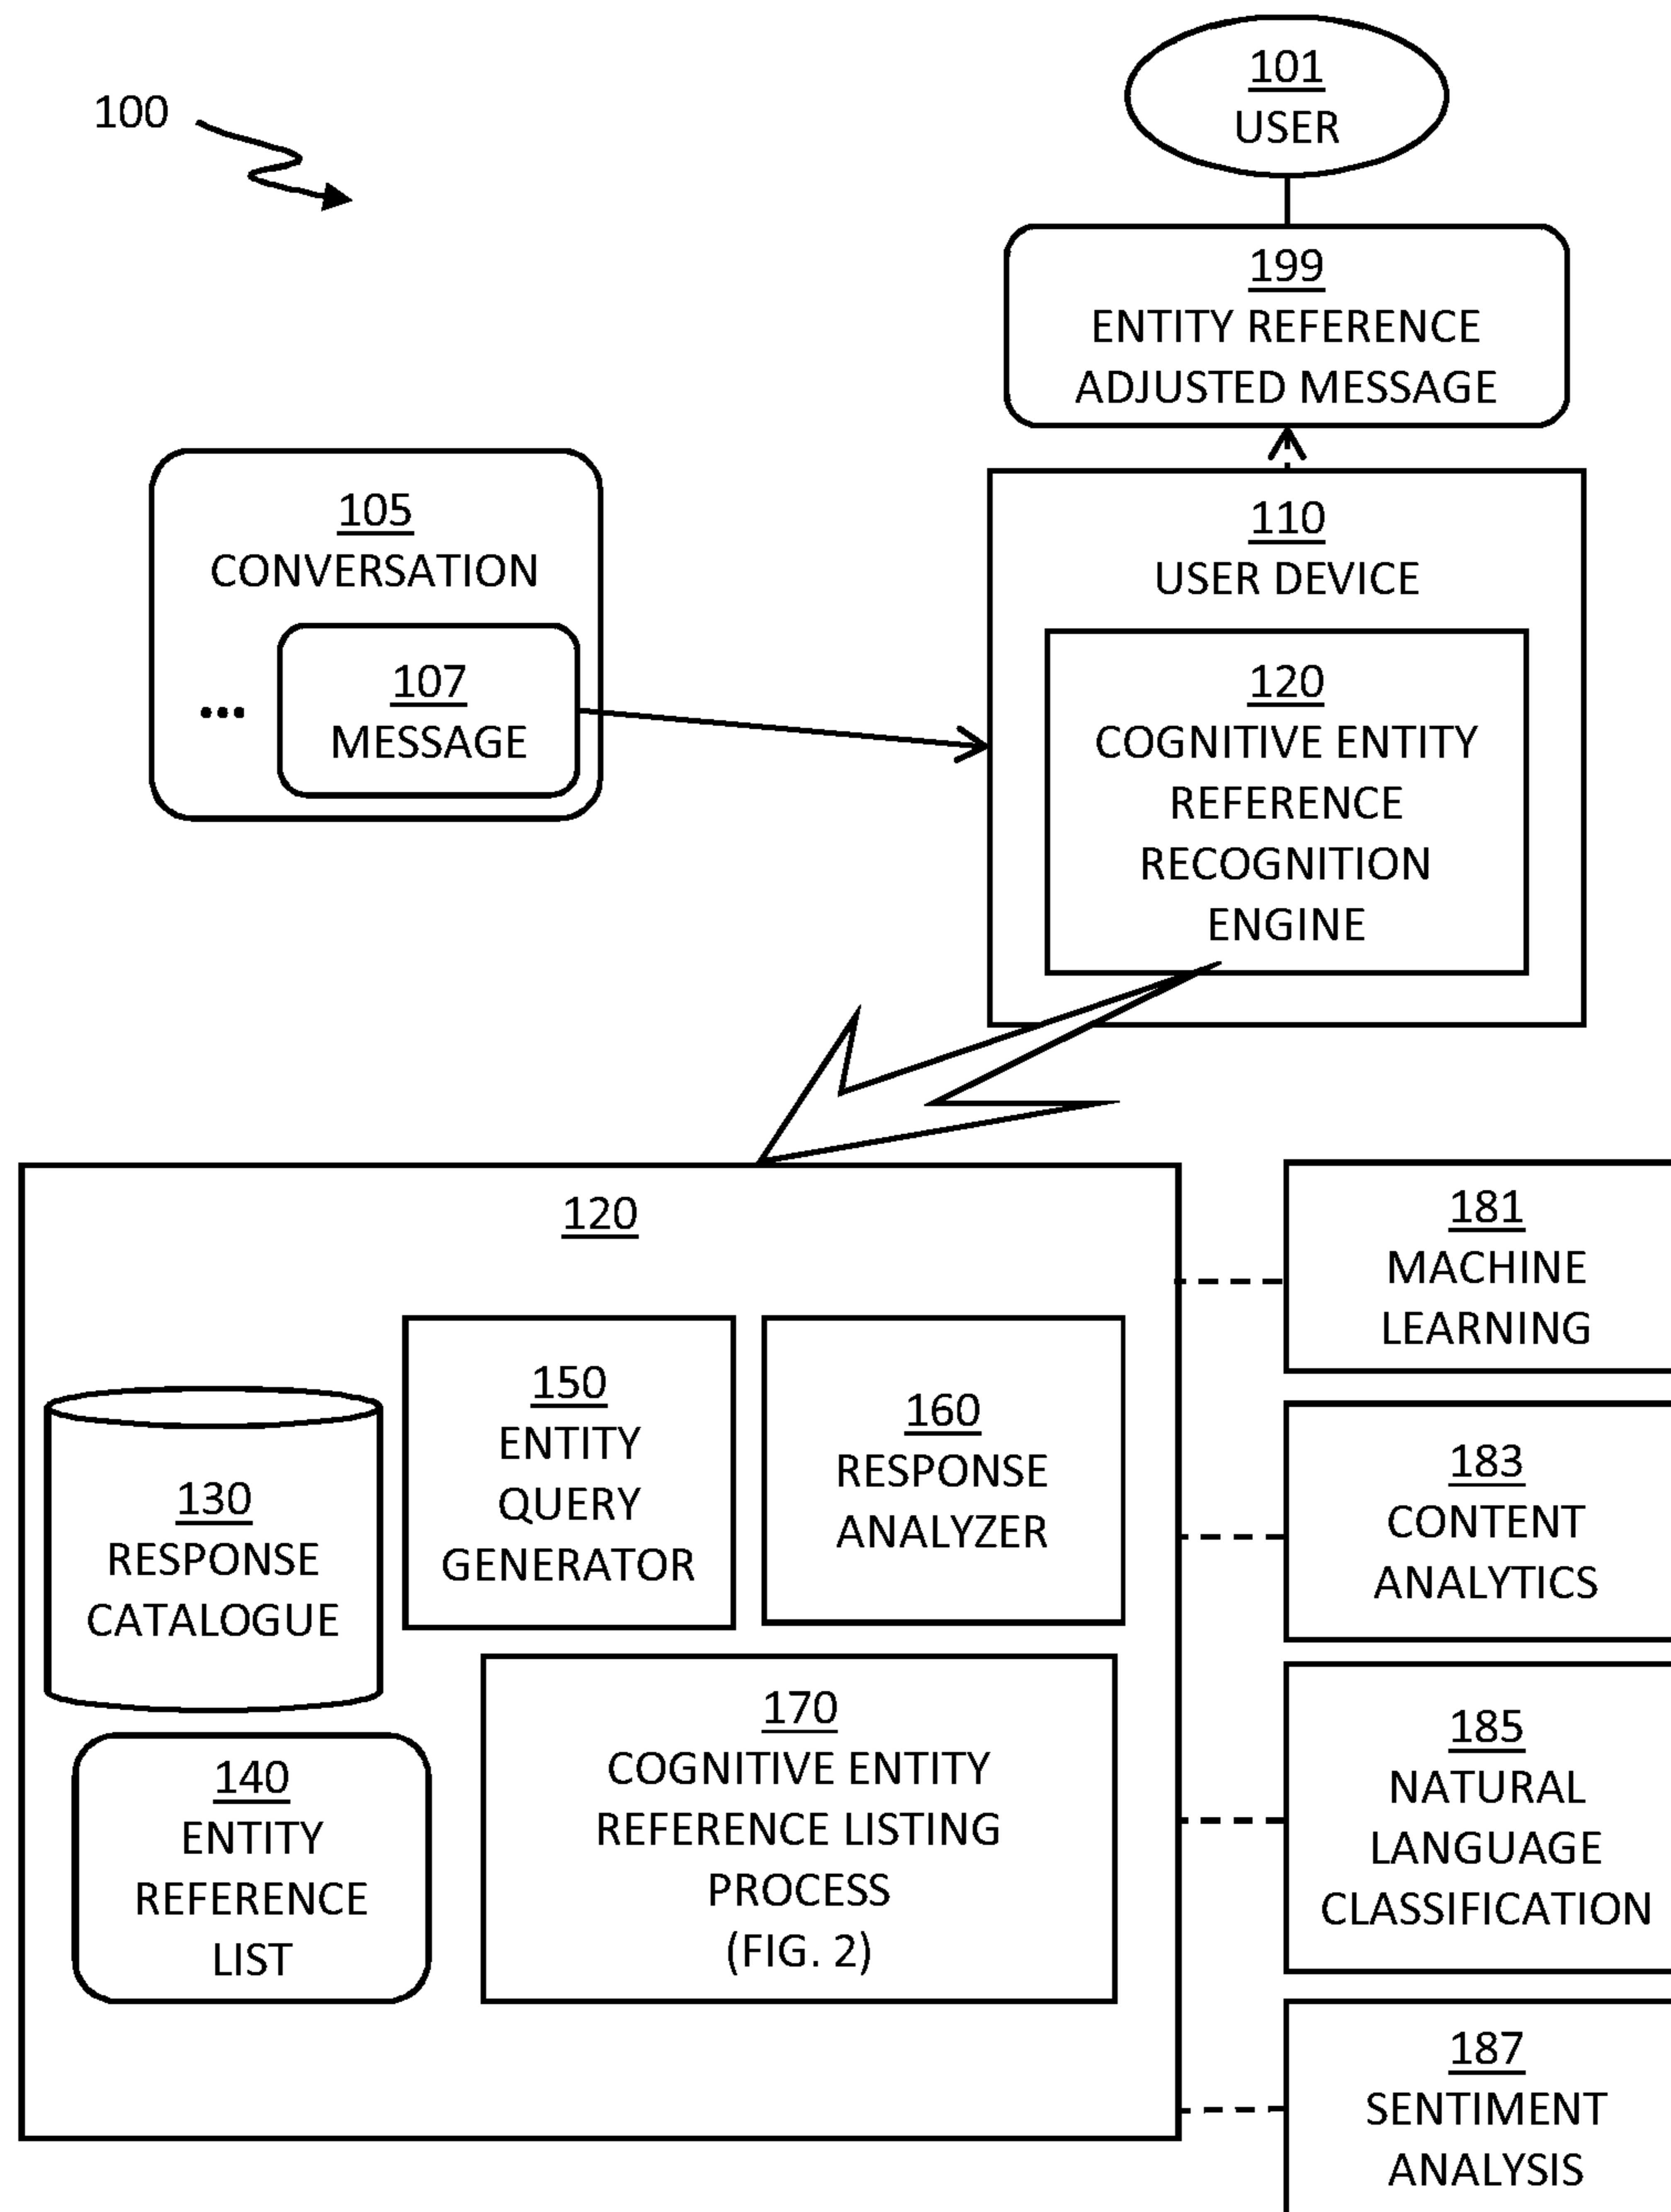 100
101
USER
199
ENTITY REFERENCE
ADJUSTED MESSAGE
105
CONVERSATION
...
107
MESSAGE
110
USER DEVICE
120
COGNITIVE ENTITY
REFERENCE
RECOGNITION
ENGINE
120
130
RESPONSE
CATALOGUE
140
ENTITY
REFERENCE
LIST
150
ENTITY
QUERY
GENERATOR
160
RESPONSE
ANALYZER
170
COGNITIVE ENTITY
REFERENCE LISTING
PROCESS
(FIG. 2)
181
MACHINE
LEARNING
183
CONTENT
ANALYTICS
185
NATURAL
LANGUAGE
CLASSIFICATION
187
SENTIMENT
ANALYSIS